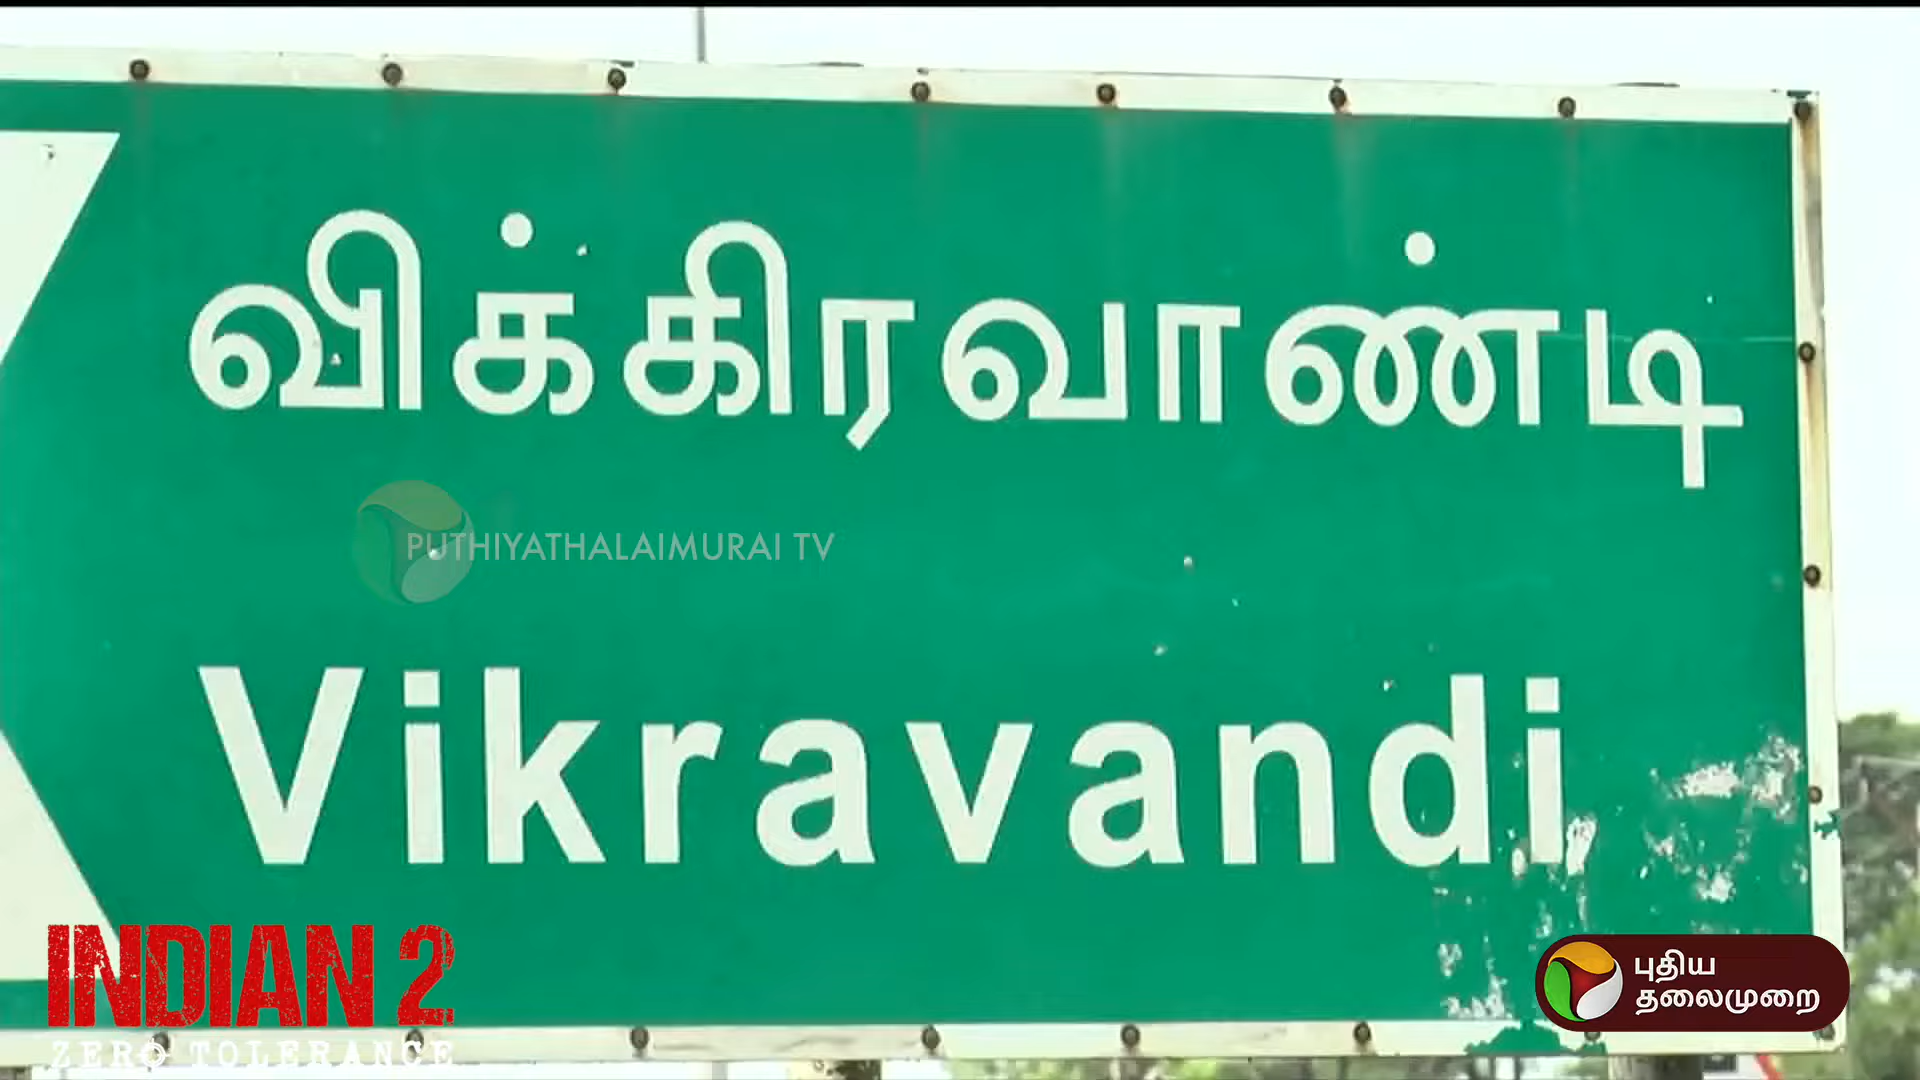 விக்கிரவாண்டி
PUTHIYATHALAIMURAI TV
Vikravandi
INDIAN 2
ZERO TOLERANCE
புதிய
தலைமுறை